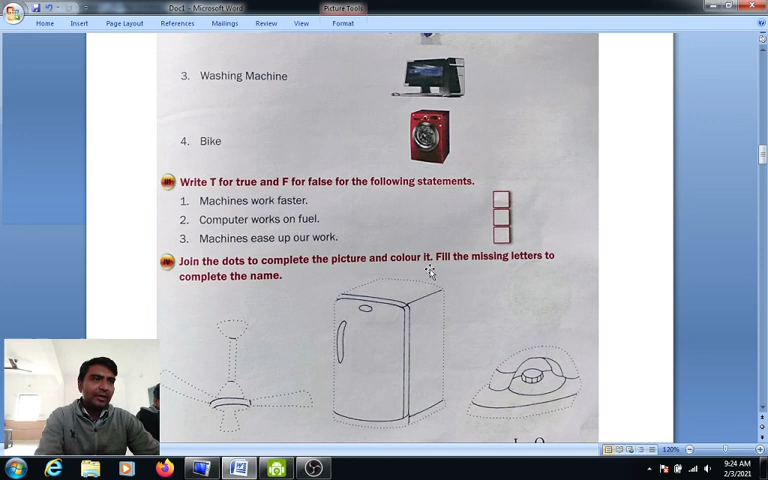 Doc1 - Microsoft Word
Picture Tools
Home Insert Page Layout References Mailings Review View Format
3. Washing Machine
4. Bike
III Write T for true and F for false for the following statements.
1. Machines work faster.
2. Computer works on fuel.
3. Machines ease up our work.
IV Join the dots to complete the picture and colour it. Fill the missing letters to
complete the name.
120%
9:24 AM
2/3/2021